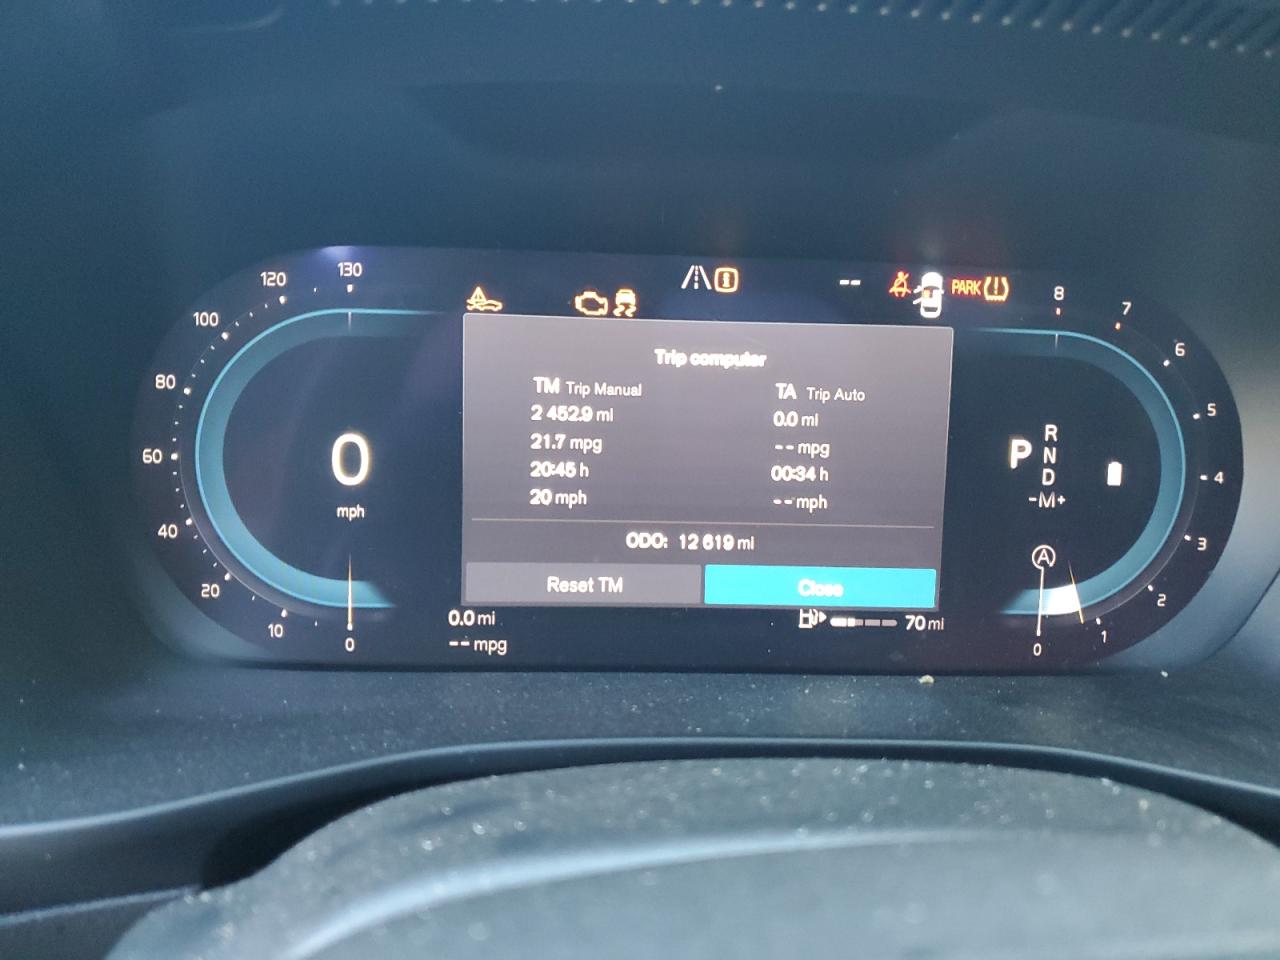 130
120
100
80
60
40
20
10
0
0
mph
--
PARK
Trip computer
TM Trip Manual
2 452.9 mi
21.7 mpg
20:45 h
20 mph
TA Trip Auto
0.0 mi
-- mpg
00:34 h
-- mph
ODO: 12 619 mi
Reset TM
Close
0.0 mi
-- mpg
70 mi
P
R
N
D
-M+
A
8
7
6
5
4
3
2
1
0